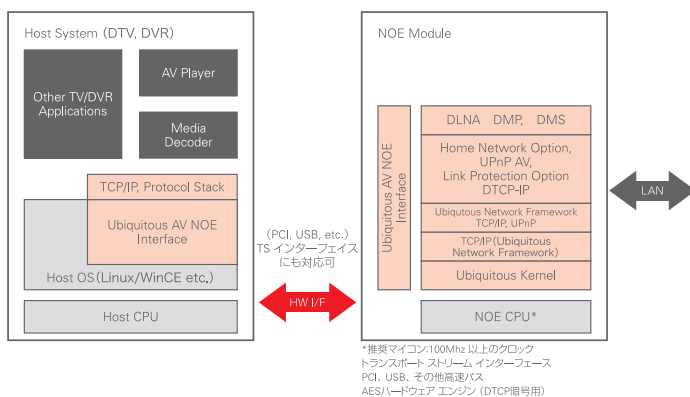 Host System (DTV, DVR)
Other TV/DVR
Applications
AV Player
Media
Decoder
TCP/IP, Protocol Stack
Ubiquitous AV NOE
Interface
Host OS(Linux/WinCE etc.)
Host CPU
(PCI, USB, etc.)
TS インターフェイス
にも対応可
HW I/F
NOE Module
Ubiquitous AV NOE
Interface
DLNA DMP, DMS
Home Network Option,
UPnP AV,
Link Protection Option
DTCP-IP
Ubiqutous Network Framework
TCP/IP, UPnP
TCP/IP(Ubiquitous
Network Framework)
Ubiquitous Kernel
NOE CPU*
LAN
*推奨マイコン:100Mhz 以上のクロック
トランスポート ストリーム インターフェース
PCI、USB、その他高速バス
AESハードウェア エンジン (DTCP暗号用)